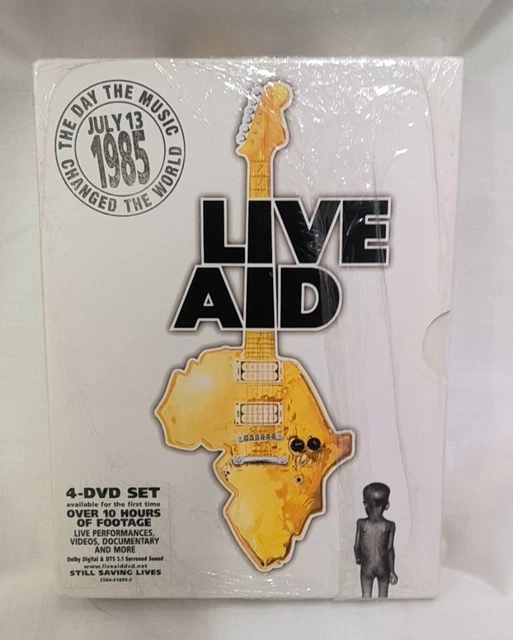 THE DAY THE MUSIC
JULY 13
1985
CHANGED THE WORLD
LIVE
AID
4-DVD SET
available for the first time
OVER 10 HOURS
OF FOOTAGE
LIVE PERFORMANCES,
VIDEOS, DOCUMENTARY
AND MORE
Dolby Digital & DTS 5.1 Surround Sound
www.liveaiddvd.net
STILL SAVING LIVES